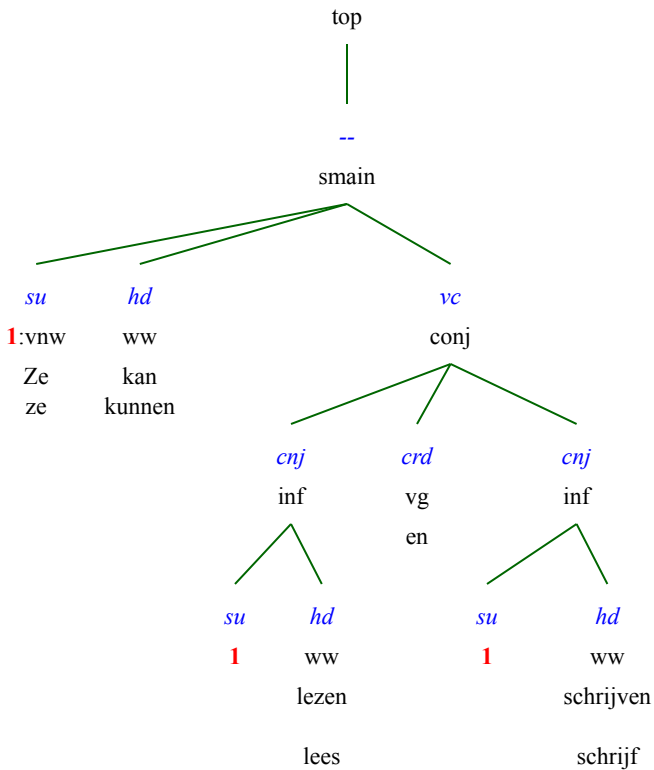 top
--
smain
su hd vc
1:vnw ww conj
Ze kan
ze kunnen
cnj crd cnj
inf vg inf
en
su hd su hd
1 ww 1 ww
lezen schrijven
lees schrijf